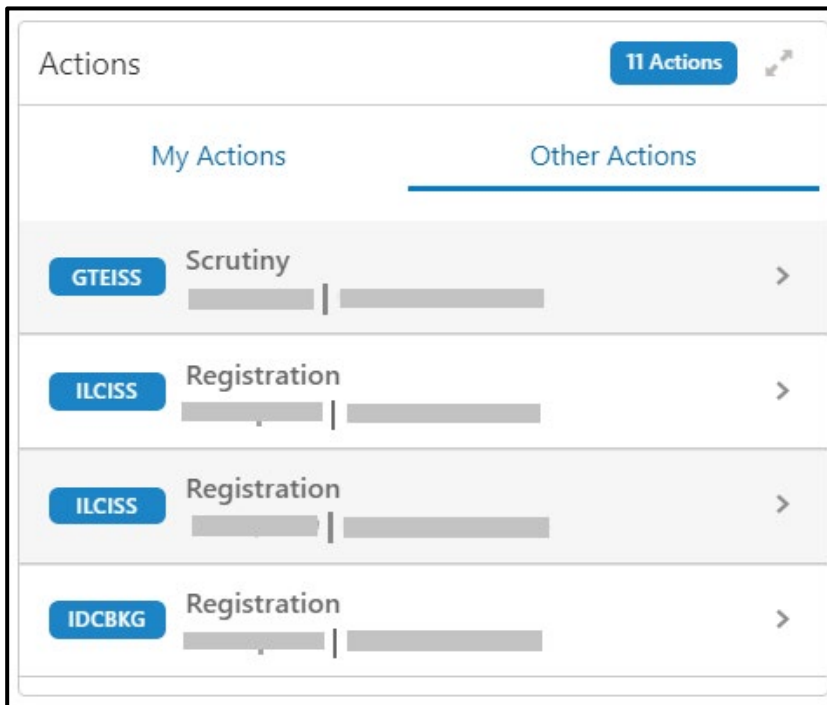 Actions
11 Actions
My Actions
Other Actions
GTEISS
Scrutiny
ILCISS
Registration
ILCISS
Registration
IDCBKG
Registration